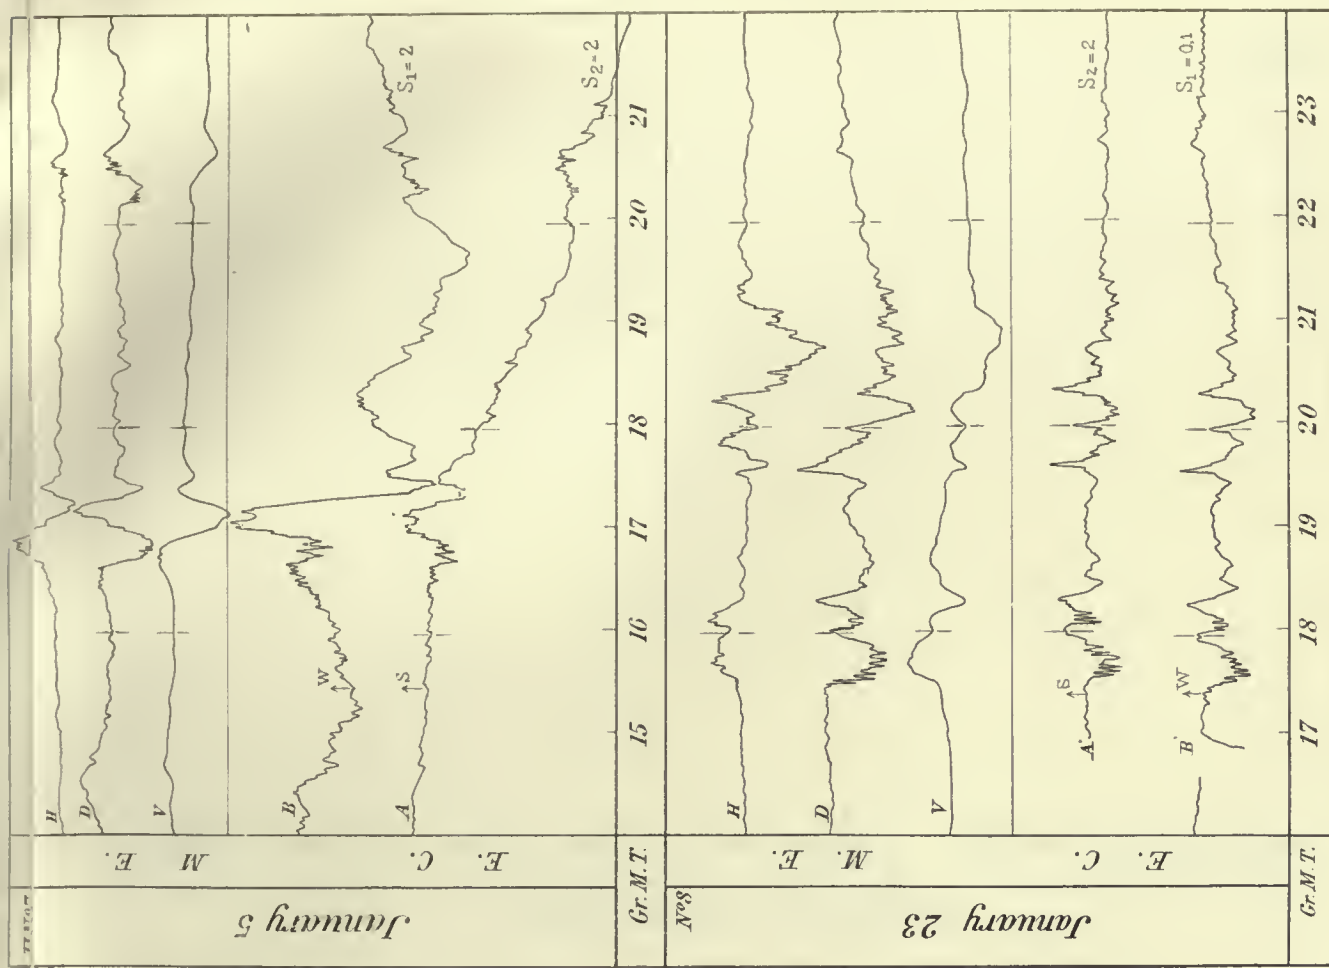 January 5
M E.
E. C.
H
D
V
B
W
S₁ = 2
A
S
S₂ = 2
Gr. M. T. 15 16 17 18 19 20 21
Nº8
January 23
M. E.
E. C.
H
D
V
A
S
S₂ = 2
B
W
S₁ = 0,1
Gr. M. T. 17 18 19 20 21 22 23